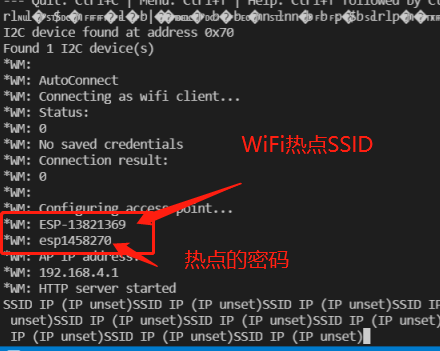 --- Quit: Ctrl+C | Menu: Ctrl+T | Help: Ctrl+T followed by C
I2C device found at address 0x70
Found 1 I2C device(s)
*WM:
*WM: AutoConnect
*WM: Connecting as wifi client...
*WM: Status:
*WM: 0
*WM: No saved credentials
WiFi热点SSID
*WM: Connection result:
*WM: 0
*WM:
*WM: Configuring access point...
*WM: ESP-13821369
*WM: esp1458270
热点的密码
*WM: AP IP address:
*WM: 192.168.4.1
*WM: HTTP server started
SSID IP (IP unset)SSID IP (IP unset)SSID IP (IP unset)SSID IP
unset)SSID IP (IP unset)SSID IP (IP unset)SSID IP (IP unset)SS
IP (IP unset)SSID IP (IP unset)SSID IP (IP unset)